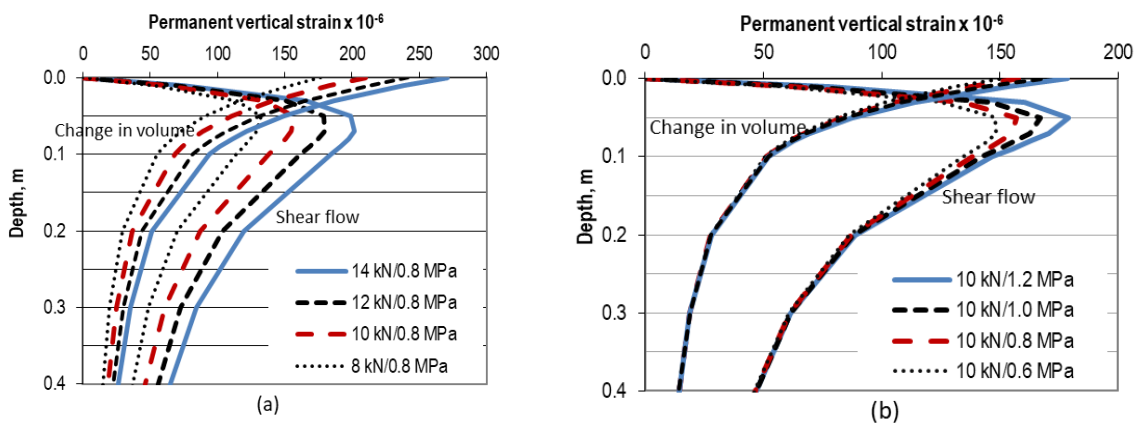 Permanent vertical strain x 10-6
0 50 100 150 200 250 300
0.0
0.1
0.2
0.3
0.4
Depth, m
Change in volume
Shear flow
14 kN/0.8 MPa
12 kN/0.8 MPa
10 kN/0.8 MPa
8 kN/0.8 MPa
(a)
Permanent vertical strain x 10-6
0 50 100 150 200
0.0
0.1
0.2
0.3
0.4
Depth, m
Change in volume
Shear flow
10 kN/1.2 MPa
10 kN/1.0 MPa
10 kN/0.8 MPa
10 kN/0.6 MPa
(b)